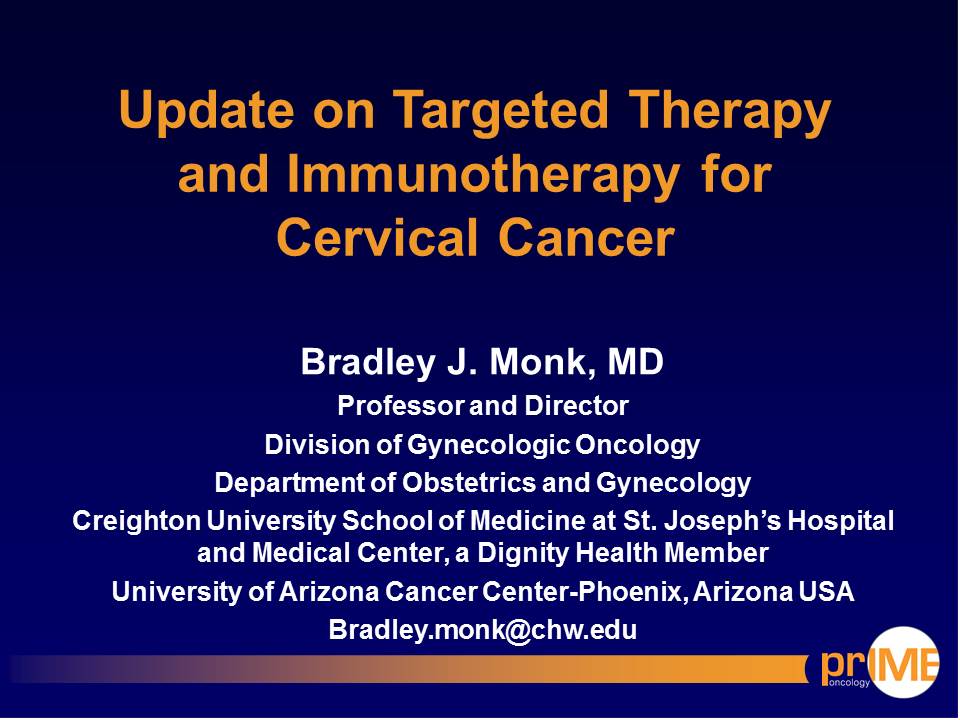 Update on Targeted Therapy
and Immunotherapy for
Cervical Cancer
Bradley J. Monk, MD
Professor and Director
Division of Gynecologic Oncology
Department of Obstetrics and Gynecology
Creighton University School of Medicine at St. Joseph’s Hospital
and Medical Center, a Dignity Health Member
University of Arizona Cancer Center-Phoenix, Arizona USA
Bradley.monk@chw.edu
prIME
oncology